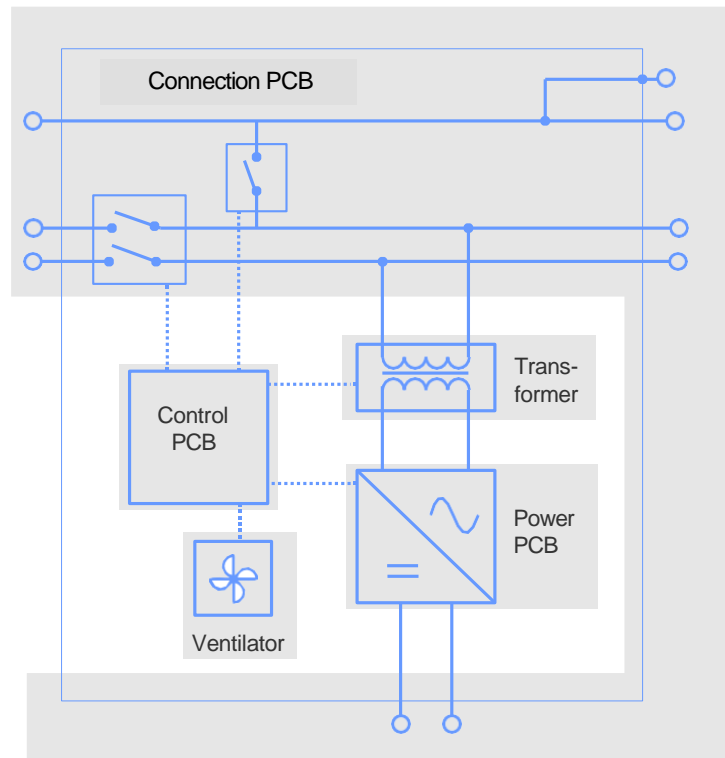 Connection PCB
Trans-
former
Control
PCB
Power
PCB
Ventilator